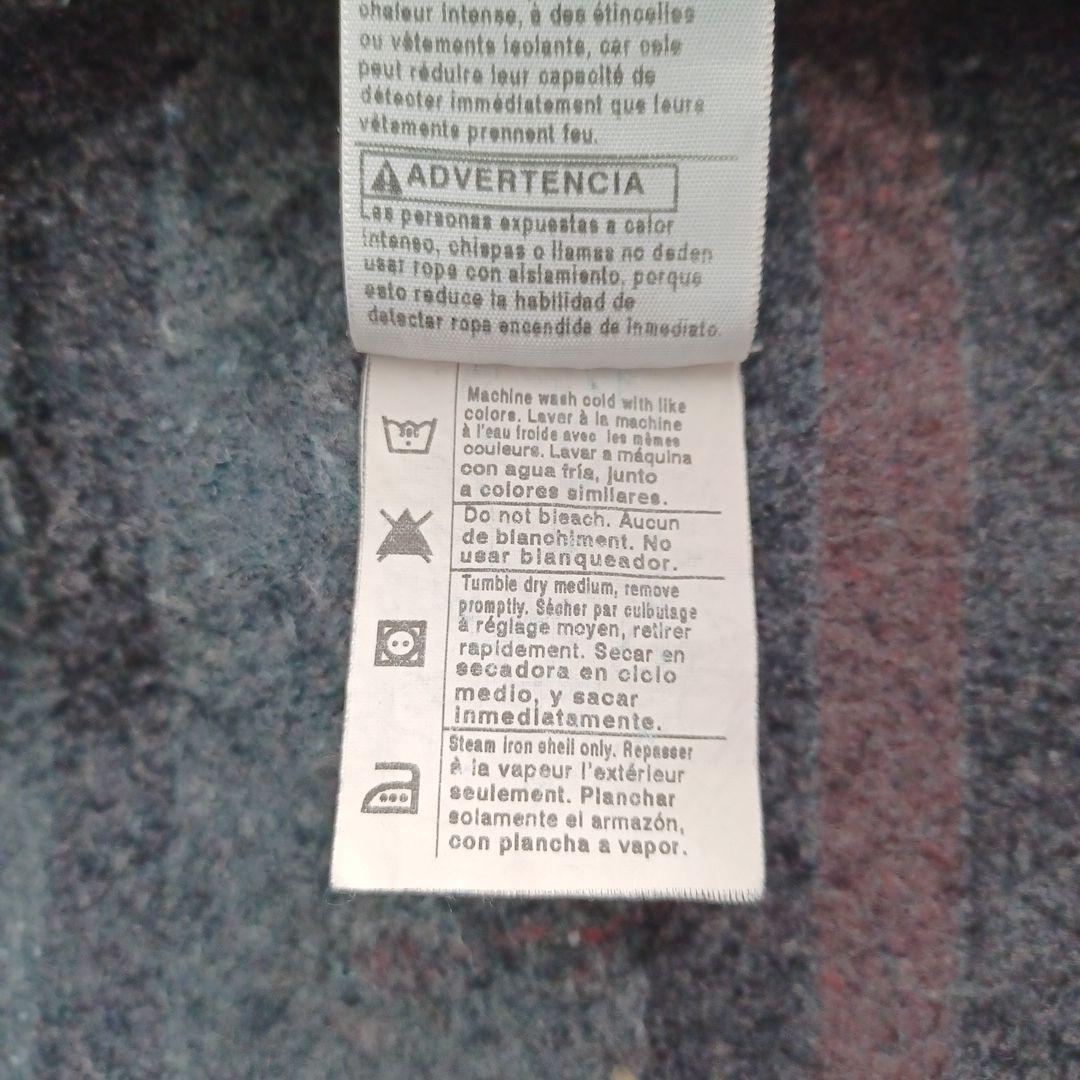 chaleur intense, à des étincelles
ou vêtements isolants, car cele
peut réduire leur capacité de
détecter immédiatement que leurs
vêtements prennent feu.
ADVERTENCIA
Las personas expuestas a calor
intenso, chispas o llamas no deden
usar ropa con aislamiento, porque
esto reduce la habilidad de
detectar ropa encendida de inmediato.
Machine wash cold with like
colors. Laver à la machine
à l'eau froide avec les mêmes
couleurs. Lavar a máquina
con agua fría, junto
a colores similares.
30C
Do not bleach. Aucun
de blanchiment. No
usar blanqueador.
Tumble dry medium, remove
promptly. Sécher par culbutage
à réglage moyen, retirer
rapidement. Secar en
secadora en ciclo
medio, y sacar
inmediatamente.
Steam iron shell only. Repasser
à la vapeur l'extérieur
seulement. Planchar
solamente el armazón,
con plancha a vapor.